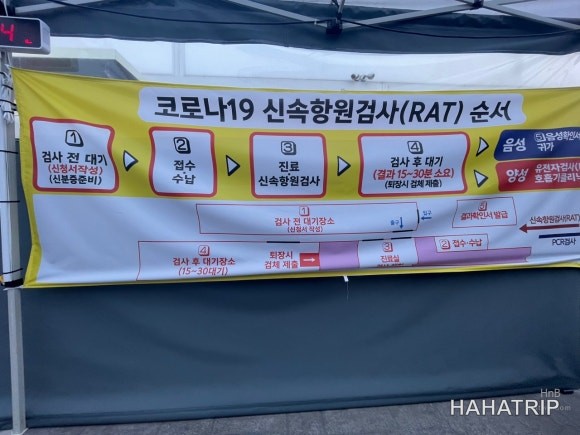 4
코로나19 신속항원검사(RAT) 순서
1
검사 전 대기
(신청서작성)
(신분증준비)
2
접수
수납
3
진료
신속항원검사
4
검사 후 대기
(결과 15~30분 소요)
(퇴장시 검체 제출)
음성
5 음성확인서
귀가
양성
유전자검사(
호흡기클리닉
1
검사 전 대기장소
(신청서 작성)
출구
입구
5
결과확인서 발급
신속항원검사(
PCR검사
4
검사 후 대기장소
(15-30대기)
퇴장시
검체 제출
3
진료실
2 접수·수납
HnB
HAHATRIP